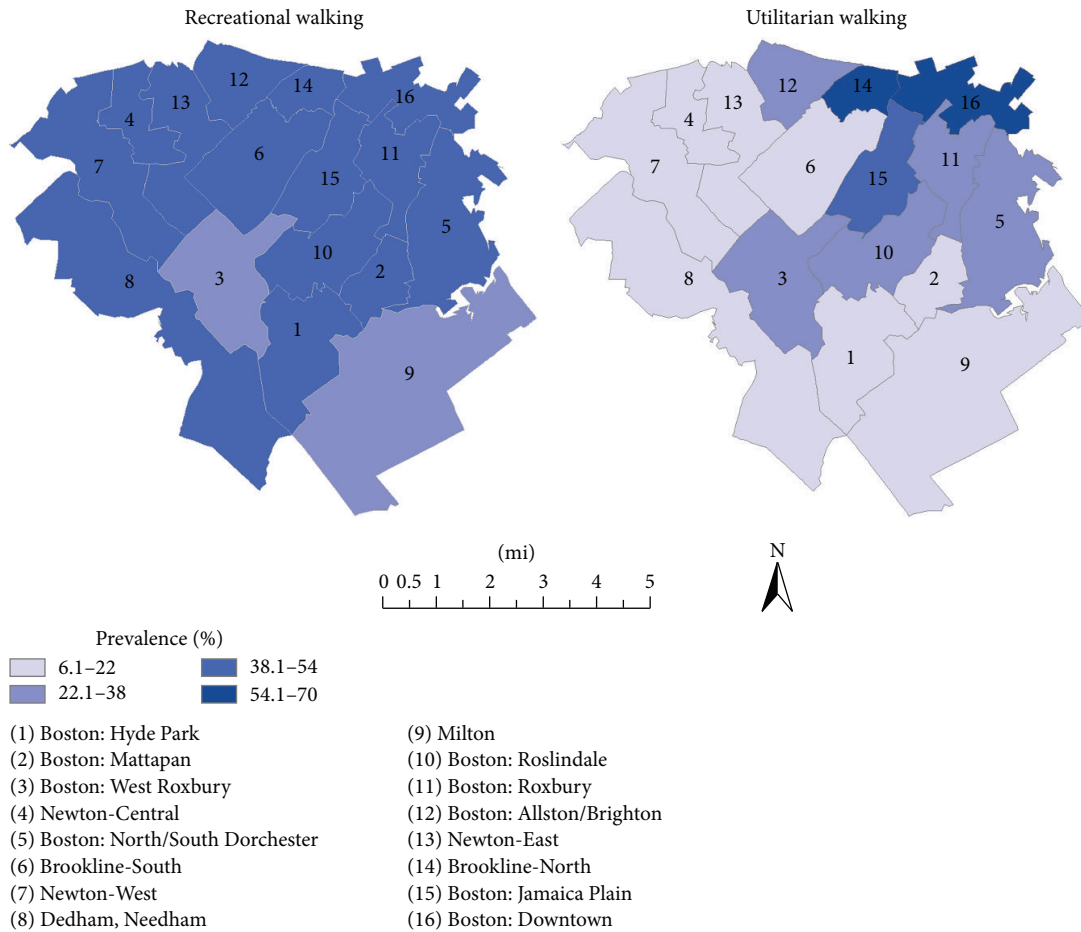 Recreational walking
Utilitarian walking
12
14
13
16
4
11
6
7
15
5
10
2
3
8
1
9
12
14
13
16
4
11
6
7
15
5
10
2
3
8
1
9
(mi)
0 0.5 1 2 3 4 5
N
Prevalence (%)
6.1–22
38.1–54
22.1–38
54.1–70
(1) Boston: Hyde Park
(2) Boston: Mattapan
(3) Boston: West Roxbury
(4) Newton-Central
(5) Boston: North/South Dorchester
(6) Brookline-South
(7) Newton-West
(8) Dedham, Needham
(9) Milton
(10) Boston: Roslindale
(11) Boston: Roxbury
(12) Boston: Allston/Brighton
(13) Newton-East
(14) Brookline-North
(15) Boston: Jamaica Plain
(16) Boston: Downtown